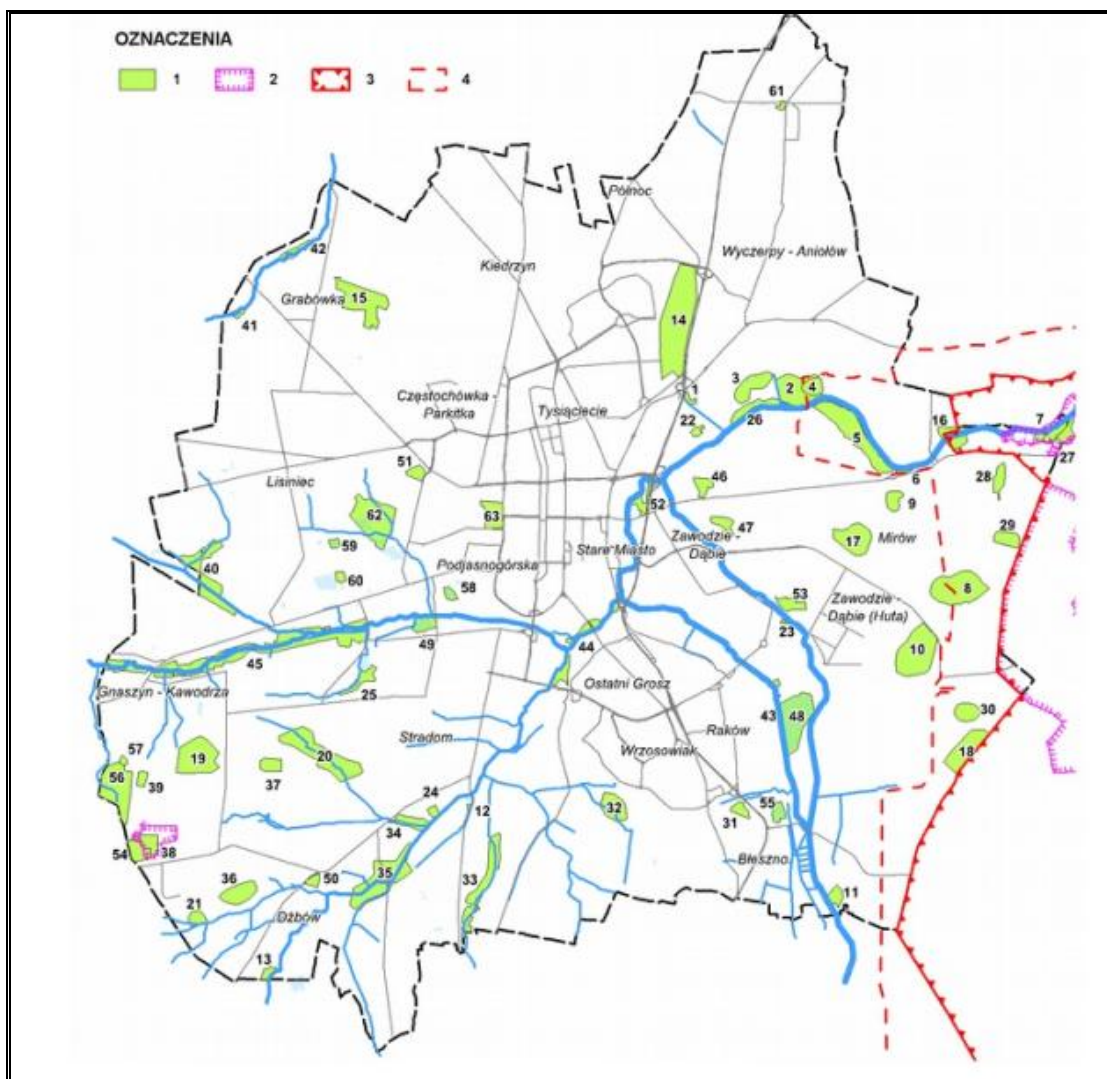 OZNACZENIA
1 2 3 4
61
Północ
42
Wyczerpy - Aniołów
Kiedrzyn
Grabówka 15
41
14
3 2 4
1
Częstochówka -
Parkitka
Tysiąclecie
22 26
5
16 7
27
51
6
28
Lisiniec
46
9
62
63
52
47
29
59
Stare Miasto
Zawodzie -
Dąbie
17 Mirów
40
60
Podjasnogórska
58
53
8
Zawodzie -
Dąbie (Huta)
49
23
45
44
10
Gnaszyn - Kawodrza
25
Ostatni Grosz
43 48
30
Stradom
Raków
20
Wrzosowiak
18
57
19
56
39
37
24
12
32
31
55
34
54 38
Błeszno
35
33
36
50
11
21
Dźbów
13